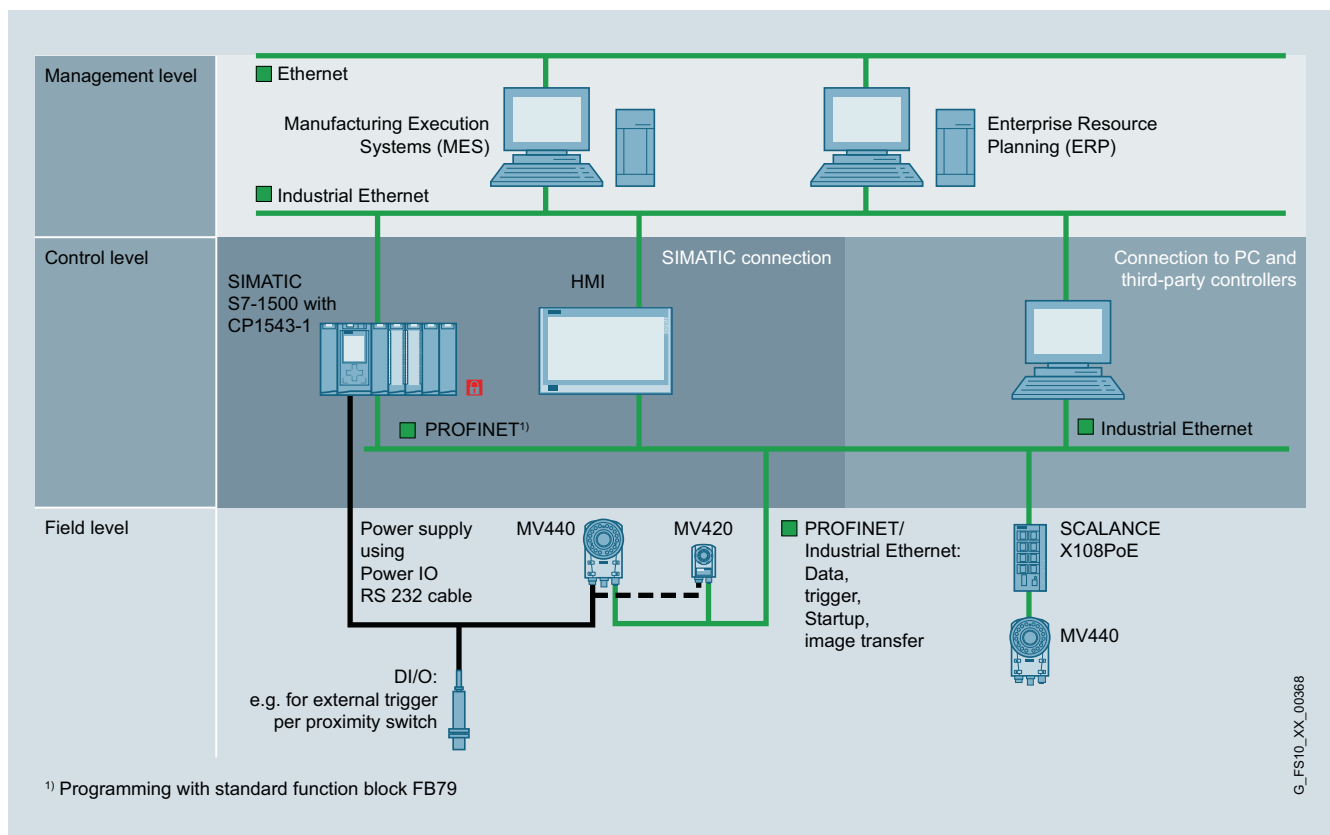 Management level
Ethernet
Manufacturing Execution
Systems (MES)
Enterprise Resource
Planning (ERP)
Industrial Ethernet
Control level
SIMATIC
S7-1500 with
CP1543-1
HMI
SIMATIC connection
Connection to PC and
third-party controllers
PROFINET¹⁾
Industrial Ethernet
Field level
Power supply
using
Power IO
RS 232 cable
MV440
MV420
PROFINET/
Industrial Ethernet:
Data,
trigger,
Startup,
image transfer
SCALANCE
X108PoE
MV440
DI/O:
e.g. for external trigger
per proximity switch
G_FS10_XX_00368
¹⁾ Programming with standard function block FB79